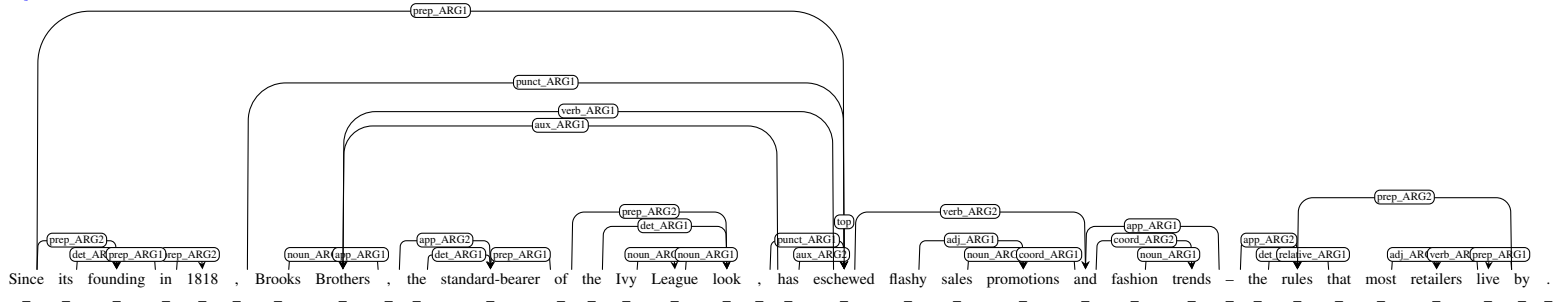 prep_ARG1
punct_ARG1
verb_ARG1
aux_ARG1
prep_ARG2
prep_ARG2 verb_ARG2
top
det_ARG1 app_ARG1
prep_ARG2 app_ARG2 punct_ARG1 adj_ARG1 coord_ARG2 app_ARG2
prep_ARG1 app_ARG1 det_ARG1 prep_ARG1 noun_ARG1 aux_ARG2 coord_ARG1 noun_ARG1 relative_ARG1 prep_ARG1
Since its founding in 1818 , Brooks Brothers , the standard-bearer of the Ivy League look , has eschewed flashy sales promotions and fashion trends – the rules that most retailers live by .